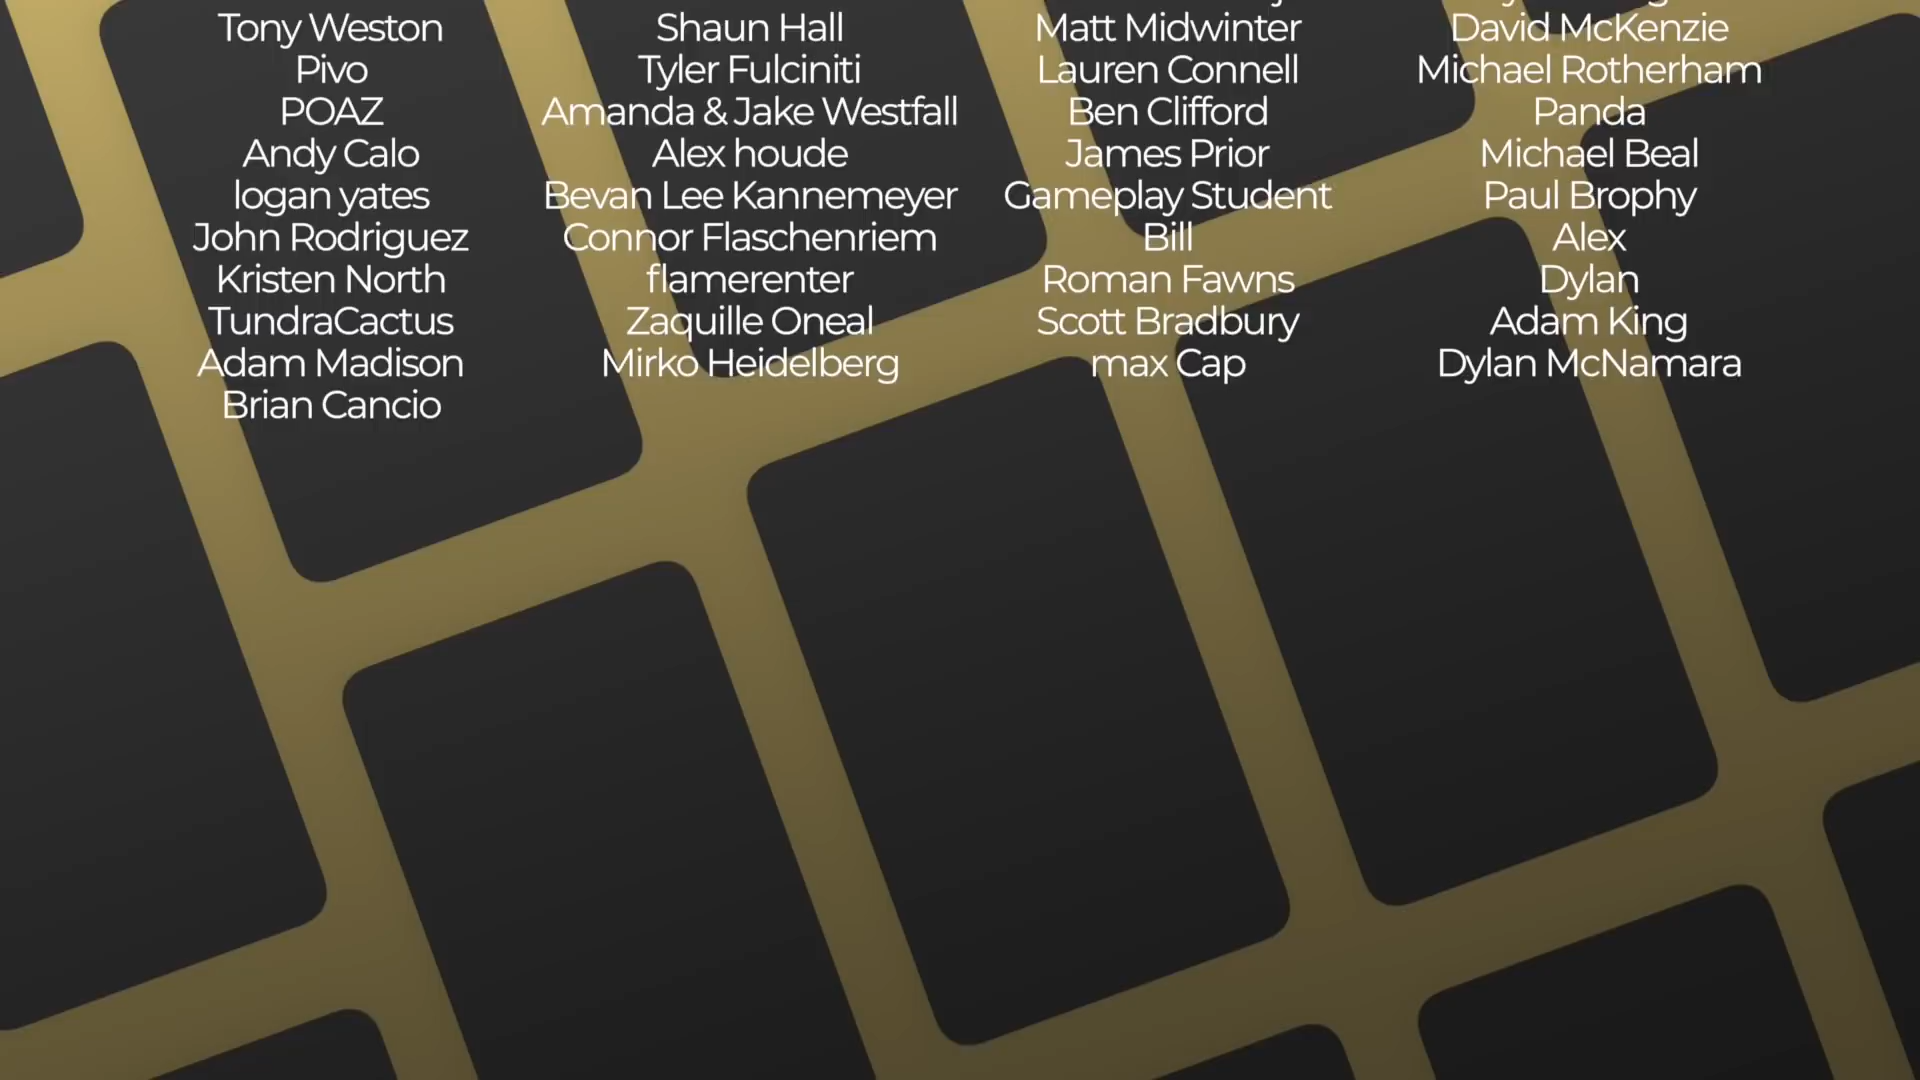 Tony Weston
Pivo
POAZ
Andy Calo
logan yates
John Rodriguez
Kristen North
TundraCactus
Adam Madison
Brian Cancio
Shaun Hall
Tyler Fulciniti
Amanda & Jake Westfall
Alex houde
Bevan Lee Kannemeyer
Connor Flaschenriem
flamerenter
Zaquille Oneal
Mirko Heidelberg
Matt Midwinter
Lauren Connell
Ben Clifford
James Prior
Gameplay Student
Bill
Roman Fawns
Scott Bradbury
max Cap
David McKenzie
Michael Rotherham
Panda
Michael Beal
Paul Brophy
Alex
Dylan
Adam King
Dylan McNamara